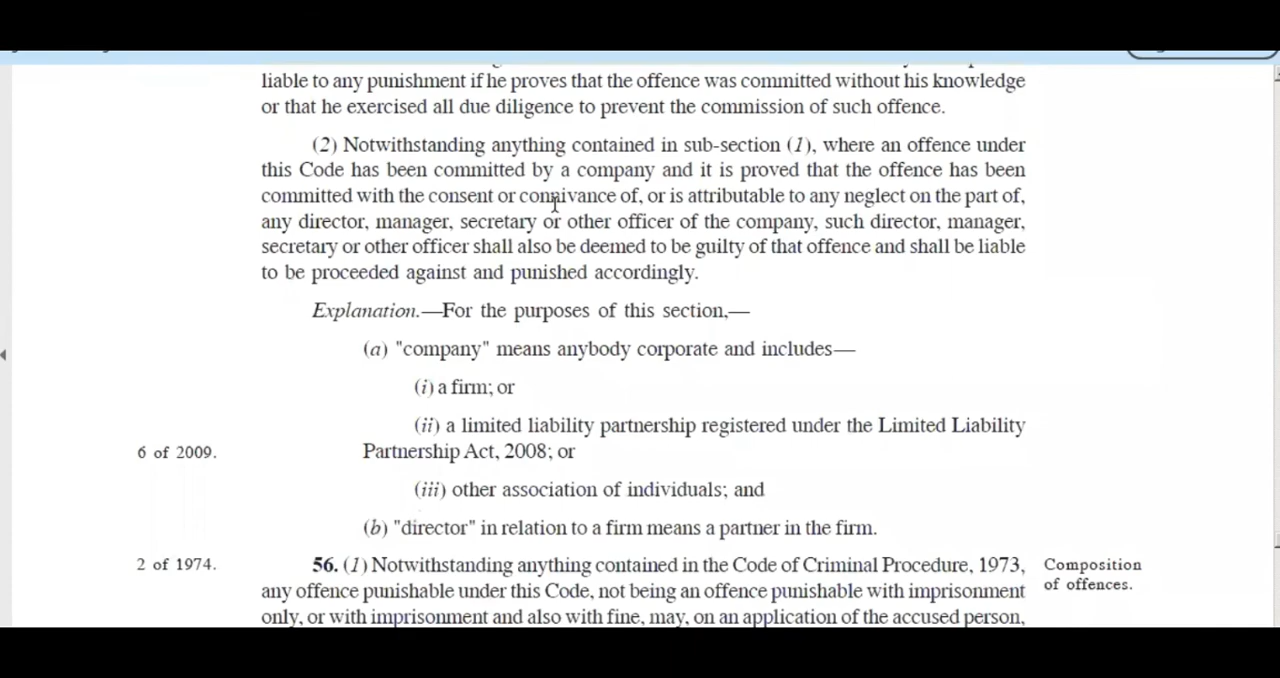 liable to any punishment if he proves that the offence was committed without his knowledge
or that he exercised all due diligence to prevent the commission of such offence.
(2) Notwithstanding anything contained in sub-section (1), where an offence under
this Code has been committed by a company and it is proved that the offence has been
committed with the consent or connivance of, or is attributable to any neglect on the part of,
any director, manager, secretary or other officer of the company, such director, manager,
secretary or other officer shall also be deemed to be guilty of that offence and shall be liable
to be proceeded against and punished accordingly.
Explanation.—For the purposes of this section,—
(a) "company" means anybody corporate and includes—
(i) a firm; or
(ii) a limited liability partnership registered under the Limited Liability
6 of 2009. Partnership Act, 2008; or
(iii) other association of individuals; and
(b) "director" in relation to a firm means a partner in the firm.
2 of 1974. 56. (1) Notwithstanding anything contained in the Code of Criminal Procedure, 1973, Composition
any offence punishable under this Code, not being an offence punishable with imprisonment of offences.
only, or with imprisonment and also with fine, may, on an application of the accused person,